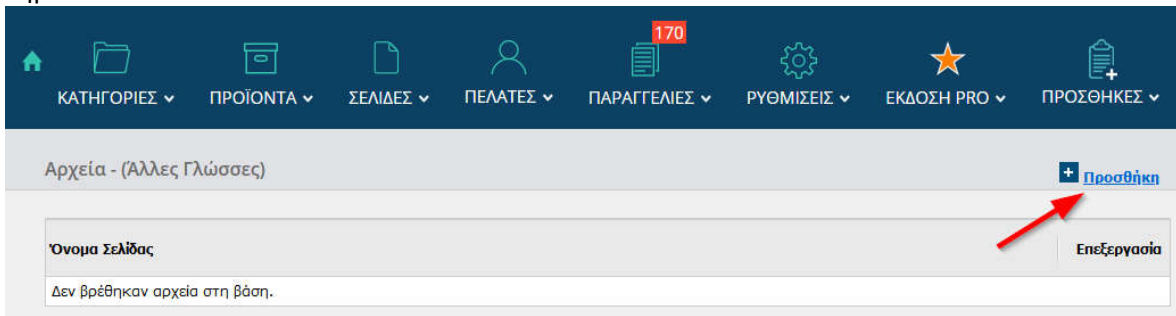 170
ΚΑΤΗΓΟΡΙΕΣ ΠΡΟΪΟΝΤΑ ΣΕΛΙΔΕΣ ΠΕΛΑΤΕΣ ΠΑΡΑΓΓΕΛΙΕΣ ΡΥΘΜΙΣΕΙΣ ΕΚΔΟΣΗ PRO ΠΡΟΣΘΗΚΕΣ
Αρχεία - (Άλλες Γλώσσες) Προσθήκη
Όνομα Σελίδας Επεξεργασία
Δεν βρέθηκαν αρχεία στη βάση.